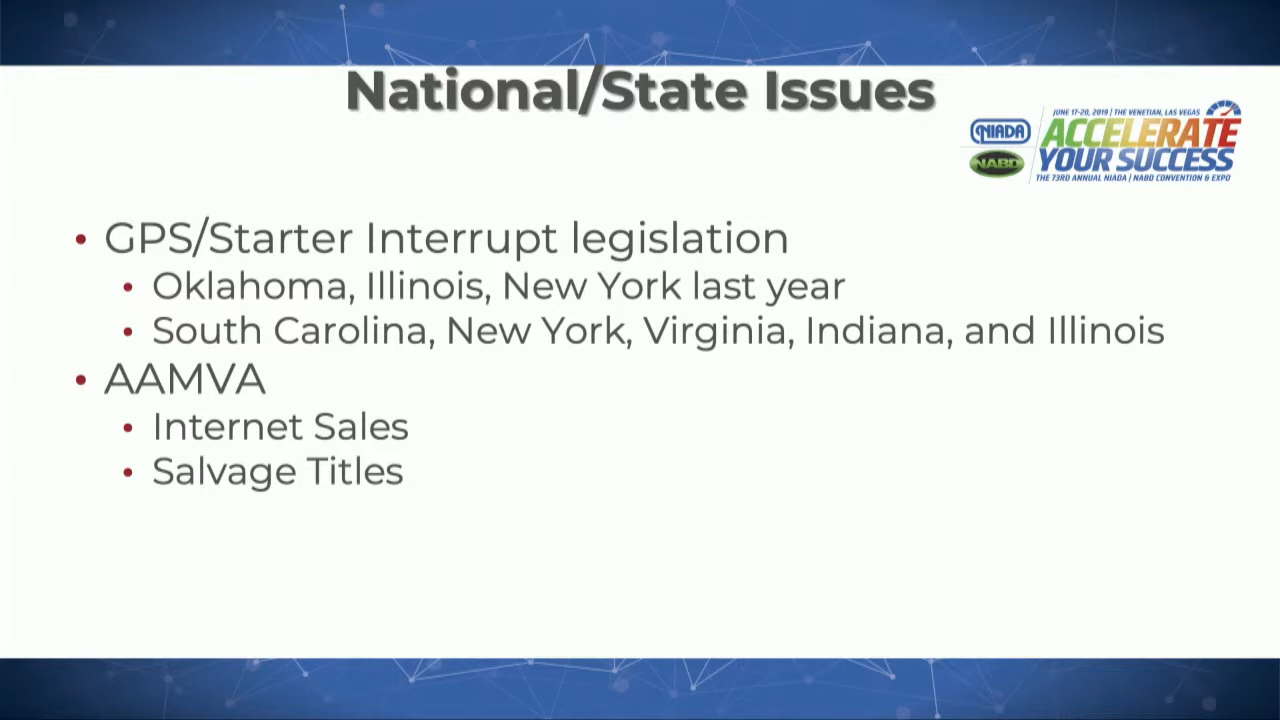 National/State Issues
JUNE 17-20, 2019 | THE VENETIAN, LAS VEGAS
NIADA
ACCELERATE
NABD
YOUR SUCCESS
THE 73RD ANNUAL NIADA | NABD CONVENTION & EXPO
• GPS/Starter Interrupt legislation
• Oklahoma, Illinois, New York last year
• South Carolina, New York, Virginia, Indiana, and Illinois
• AAMVA
• Internet Sales
• Salvage Titles